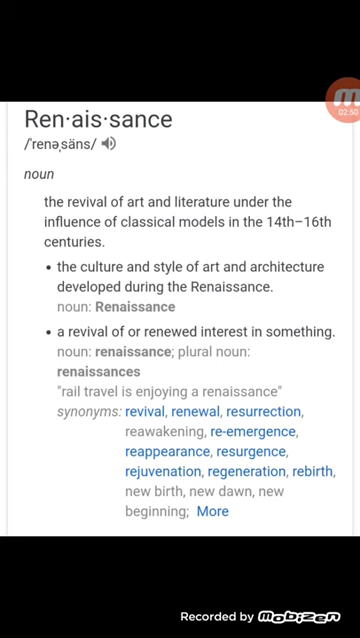 02:50
Ren·ais·sance
/ˈrenəˌsäns/
noun
the revival of art and literature under the
influence of classical models in the 14th–16th
centuries.
• the culture and style of art and architecture
developed during the Renaissance.
noun: Renaissance
• a revival of or renewed interest in something.
noun: renaissance; plural noun:
renaissances
"rail travel is enjoying a renaissance"
synonyms: revival, renewal, resurrection,
reawakening, re-emergence,
reappearance, resurgence,
rejuvenation, regeneration, rebirth,
new birth, new dawn, new
beginning; More
Recorded by mobizen